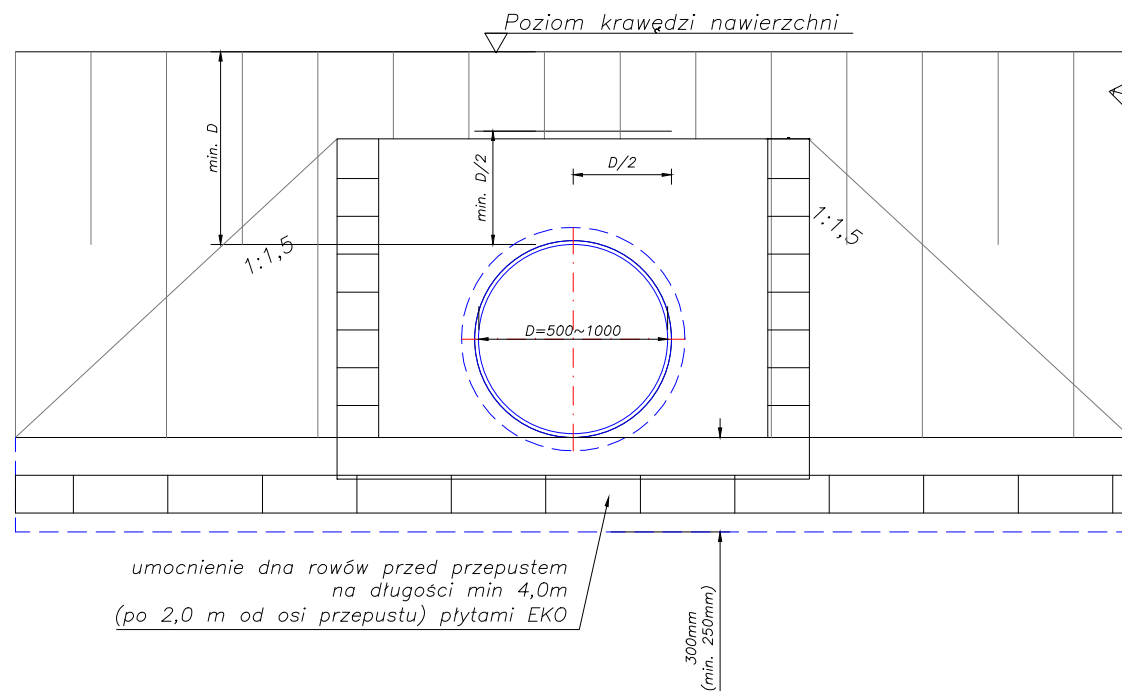 Poziom krawędzi nawierzchni
min. D
min. D/2
D/2
1:1,5
1:1,5
D=500~1000
umocnienie dna rowów przed przepustem
na długości min 4,0m
(po 2,0 m od osi przepustu) płytami EKO
300mm
(min. 250mm)